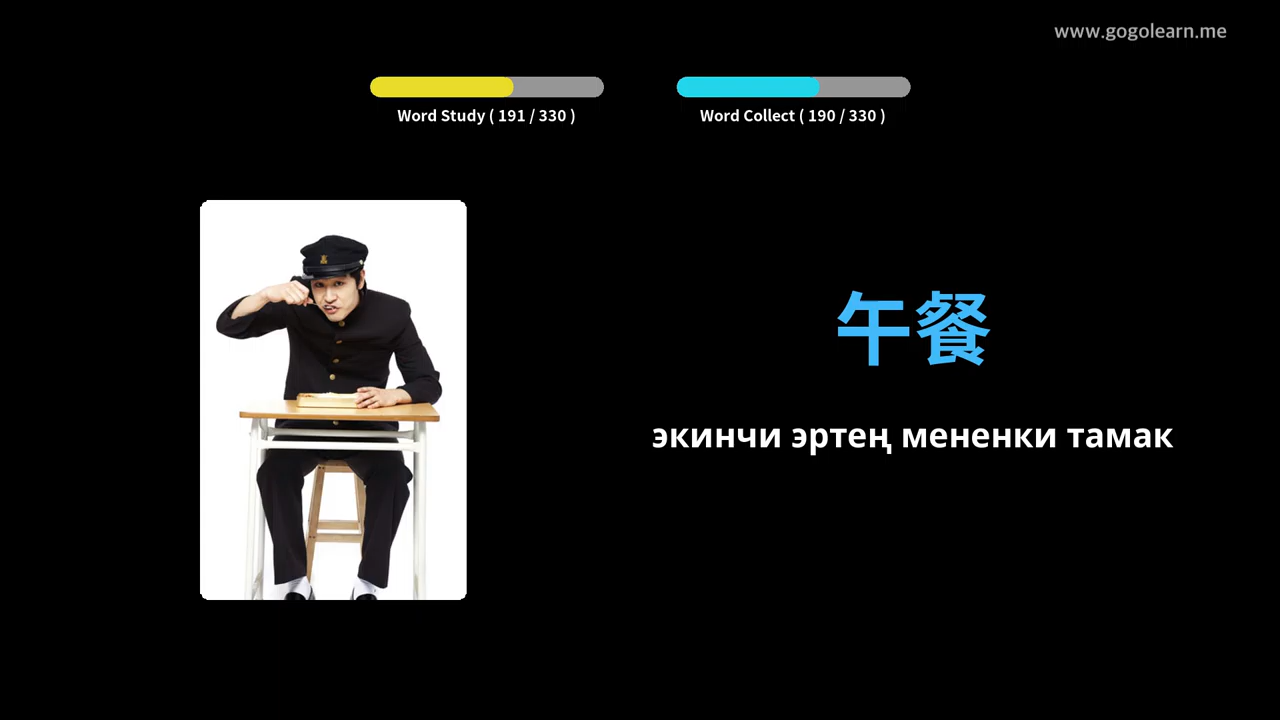 www.gogolearn.me
Word Study ( 191 / 330 )
Word Collect ( 190 / 330 )
午餐
экинчи эртең мененки тамак